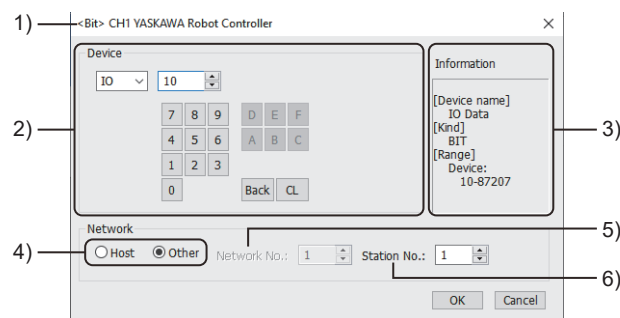 1)
<Bit> CH1 YASKAWA Robot Controller
Device
IO 10
7 8 9 D E F
4 5 6 A B C
1 2 3
0 Back CL
2)
Information
[Device name]
IO Data
[Kind]
BIT
[Range]
Device:
10-87207
3)
Network
4)
Host Other Network No.: 1 Station No.: 1
5)
6)
OK Cancel